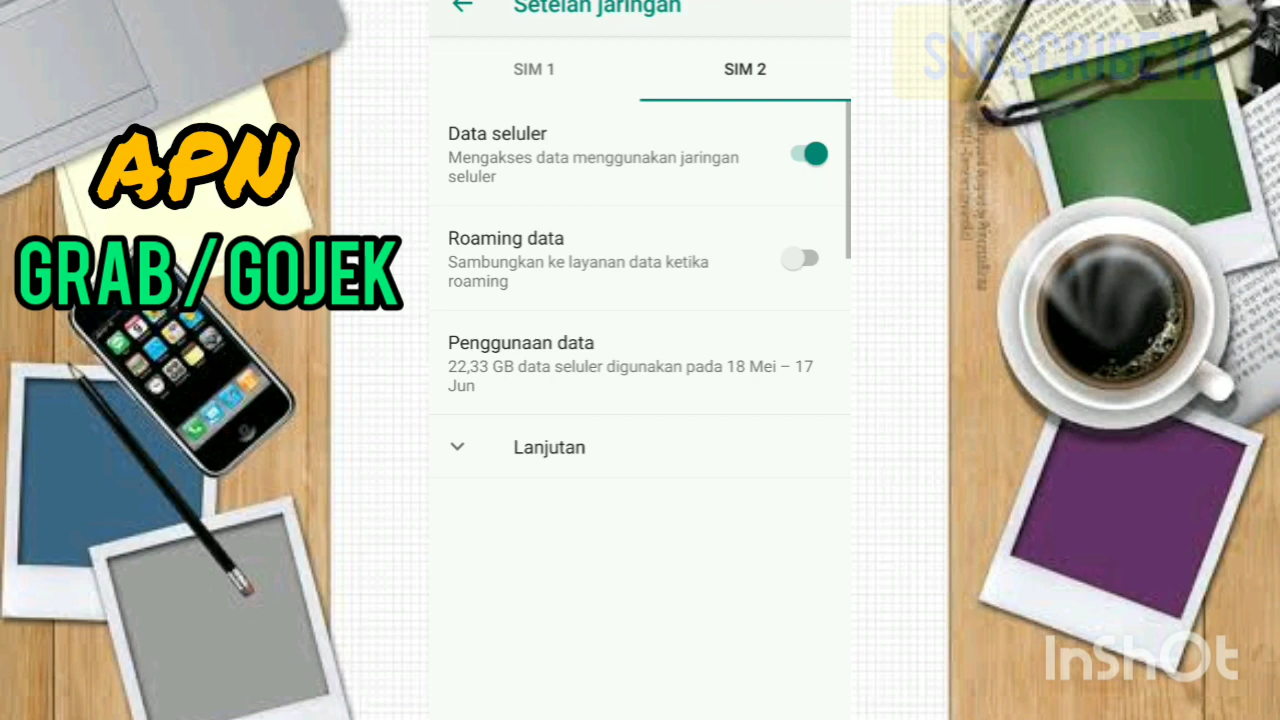 Setelan jaringan
SUBSCRIBE YA
SIM 1
SIM 2
APN
GRAB / GOJEK
Data seluler
Mengakses data menggunakan jaringan
seluler
Roaming data
Sambungkan ke layanan data ketika
roaming
Penggunaan data
22,33 GB data seluler digunakan pada 18 Mei – 17
Jun
Lanjutan
InShOt